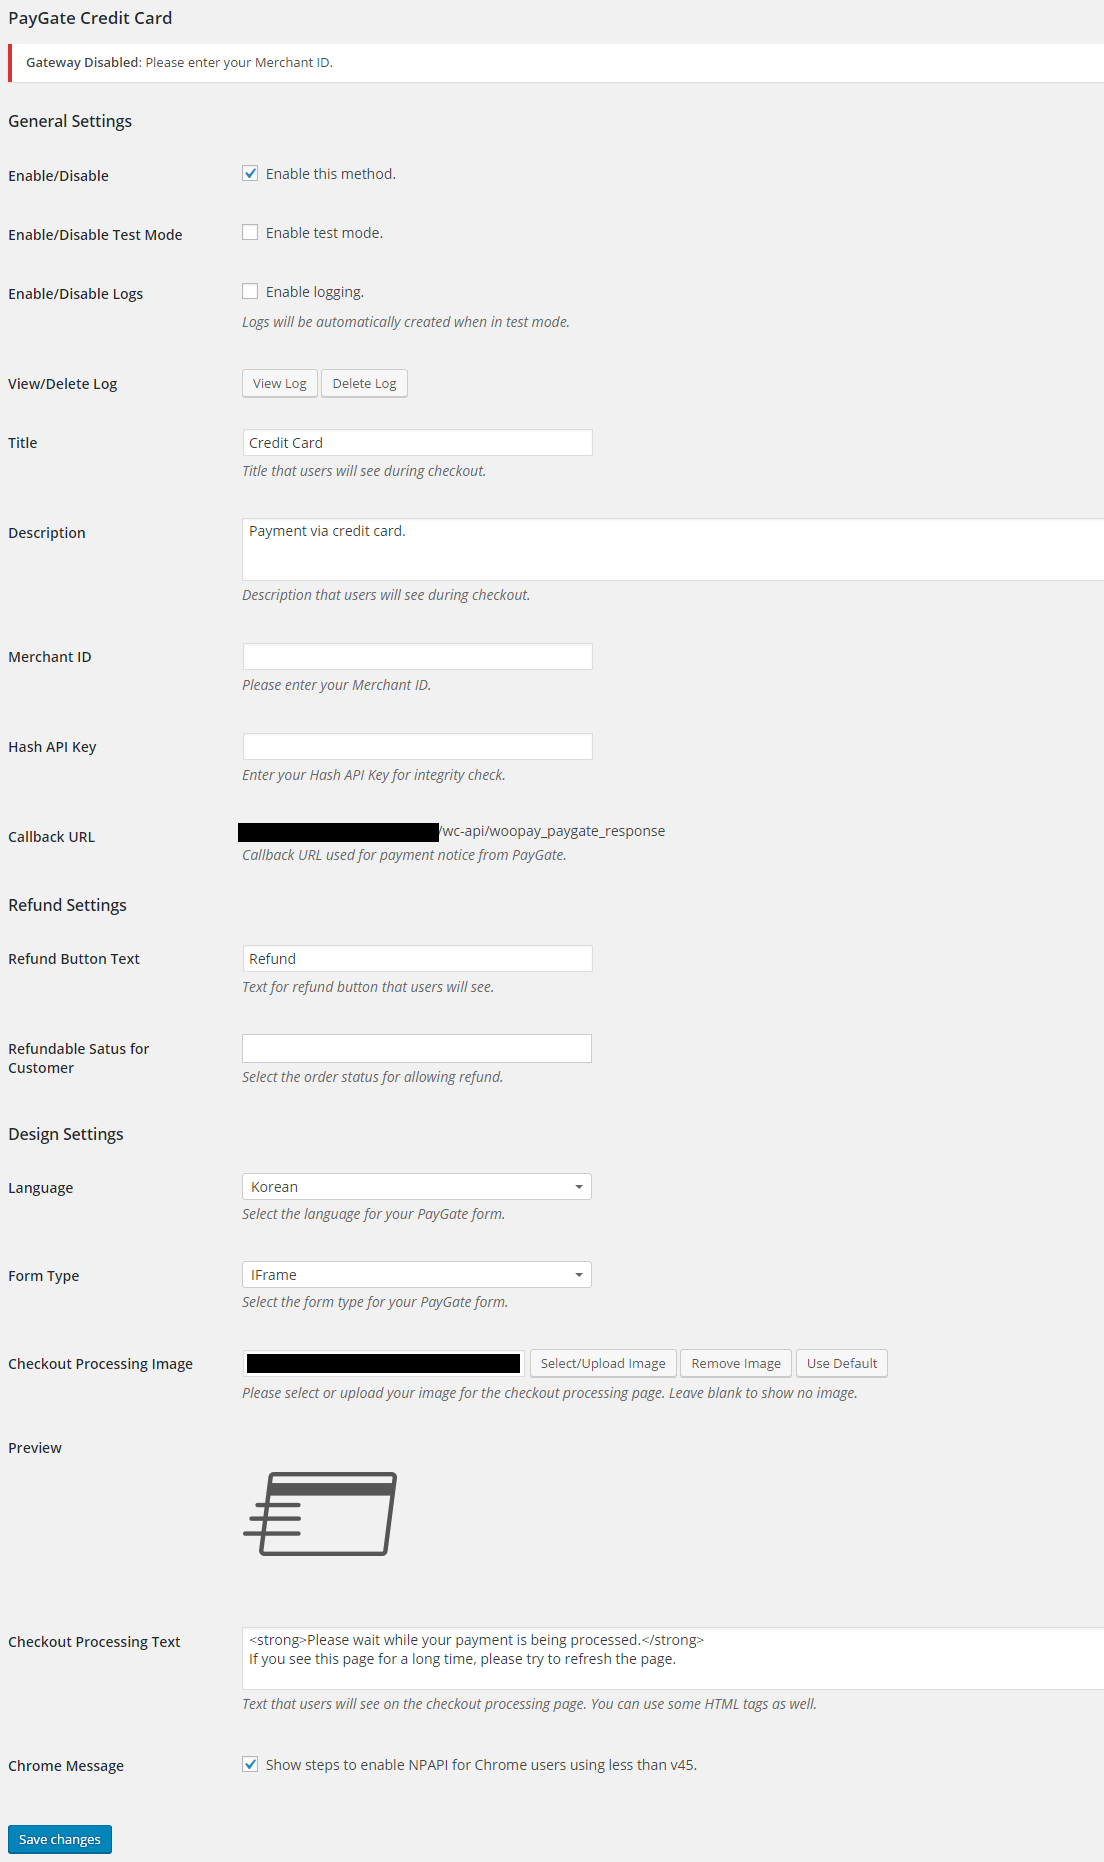 PayGate Credit Card
Gateway Disabled: Please enter your Merchant ID.
General Settings
Enable/Disable
Enable this method.
Enable/Disable Test Mode
Enable test mode.
Enable/Disable Logs
Enable logging.
Logs will be automatically created when in test mode.
View/Delete Log
View Log
Delete Log
Title
Credit Card
Title that users will see during checkout.
Description
Payment via credit card.
Description that users will see during checkout.
Merchant ID
Please enter your Merchant ID.
Hash API Key
Enter your Hash API Key for integrity check.
Callback URL
/wc-api/woopay_paygate_response
Callback URL used for payment notice from PayGate.
Refund Settings
Refund Button Text
Refund
Text for refund button that users will see.
Refundable Satus for
Customer
Select the order status for allowing refund.
Design Settings
Language
Korean
Select the language for your PayGate form.
Form Type
IFrame
Select the form type for your PayGate form.
Checkout Processing Image
Select/Upload Image
Remove Image
Use Default
Please select or upload your image for the checkout processing page. Leave blank to show no image.
Preview
Checkout Processing Text
<strong>Please wait while your payment is being processed.</strong>
If you see this page for a long time, please try to refresh the page.
Text that users will see on the checkout processing page. You can use some HTML tags as well.
Chrome Message
Show steps to enable NPAPI for Chrome users using less than v45.
Save changes